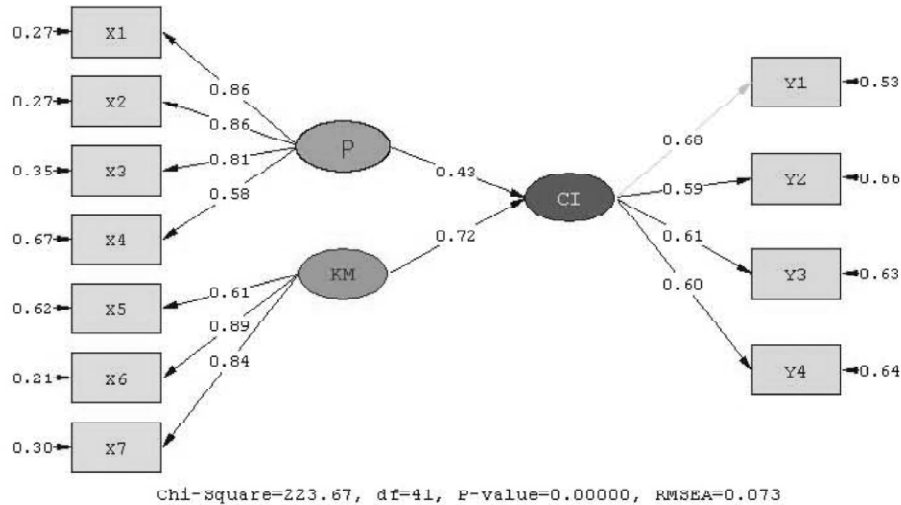 0.27 X1
0.86
0.27 X2
0.86
0.35 X3
0.81
0.67 X4
0.58
0.62 X5
0.61
0.21 X6
0.89
0.30 X7
0.84
P
KM
0.43
0.72
CI
0.68
Y1 0.53
0.59
Y2 0.66
0.61
Y3 0.63
0.60
Y4 0.64
Chi-Square=223.67, df=41, P-value=0.00000, RMSEA=0.073